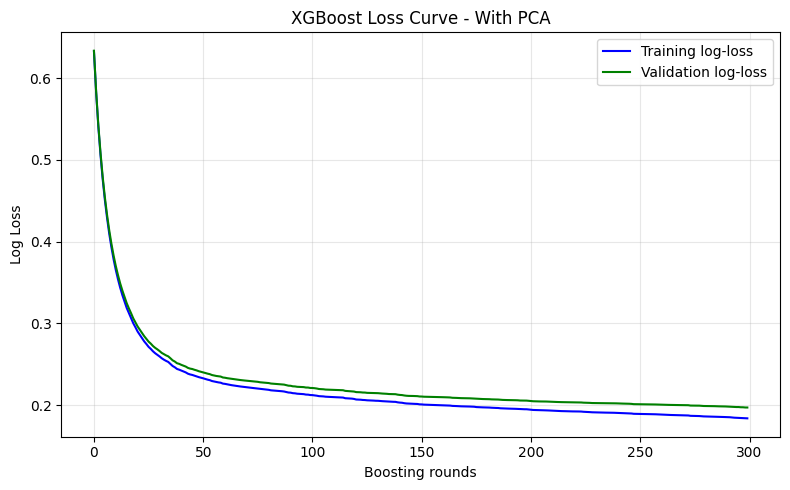 XGBoost Loss Curve - With PCA
Training log-loss
Validation log-loss
Log Loss
0.6
0.5
0.4
0.3
0.2
0 50 100 150 200 250 300
Boosting rounds